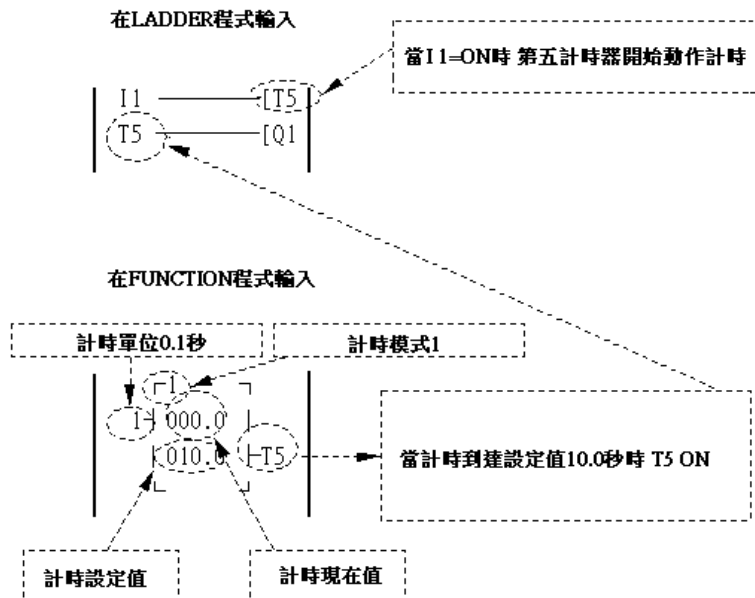 在LADDER程式輸入
當I1=ON時 第五計時器開始動作計時
I1 [T5
T5 [Q1
在FUNCTION程式輸入
計時單位0.1秒
計時模式1
1
1 000.0
010.0 T5
當計時到達設定值10.0秒時 T5 ON
計時設定值
計時現在值